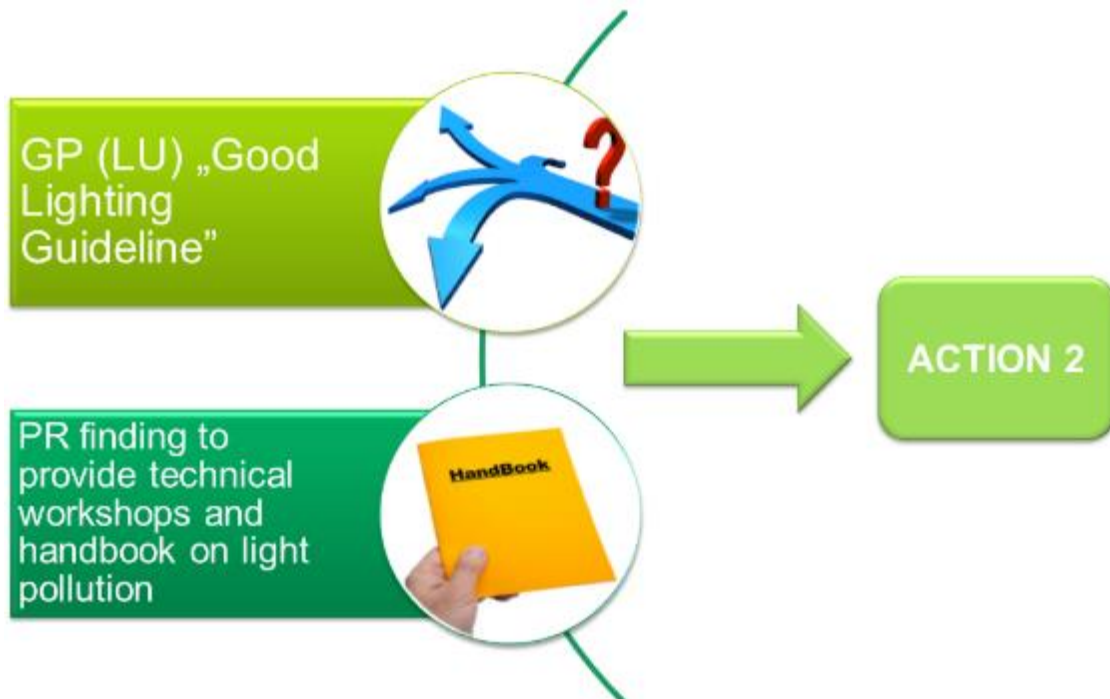 GP (LU) „Good
Lighting
Guideline”
PR finding to
provide technical
workshops and
handbook on light
pollution
HandBook
ACTION 2